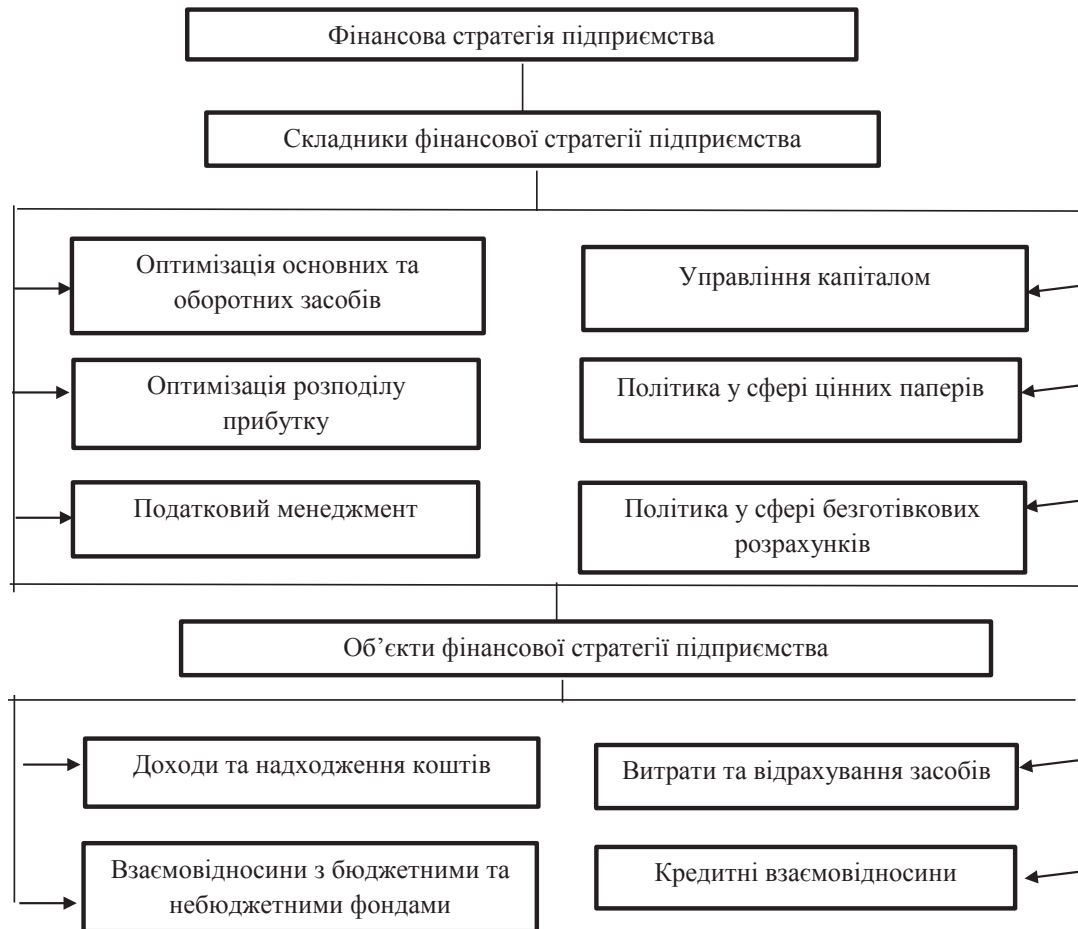 Фінансова стратегія підприємства
Складники фінансової стратегії підприємства
Оптимізація основних та
оборотних засобів
Управління капіталом
Оптимізація розподілу
прибутку
Політика у сфері цінних паперів
Податковий менеджмент
Політика у сфері безготівкових
розрахунків
Об’єкти фінансової стратегії підприємства
Доходи та надходження коштів
Витрати та відрахування засобів
Взаємовідносини з бюджетними та
небюджетними фондами
Кредитні взаємовідносини